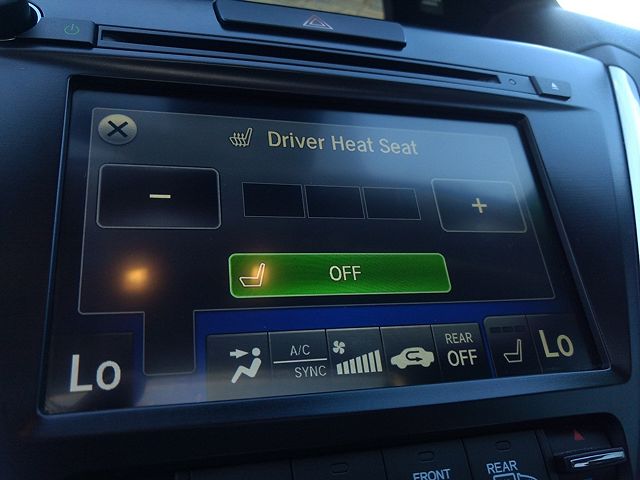 Driver Heat Seat
− +
OFF
Lo
A/C
SYNC
REAR
OFF
Lo
FRONT
REAR